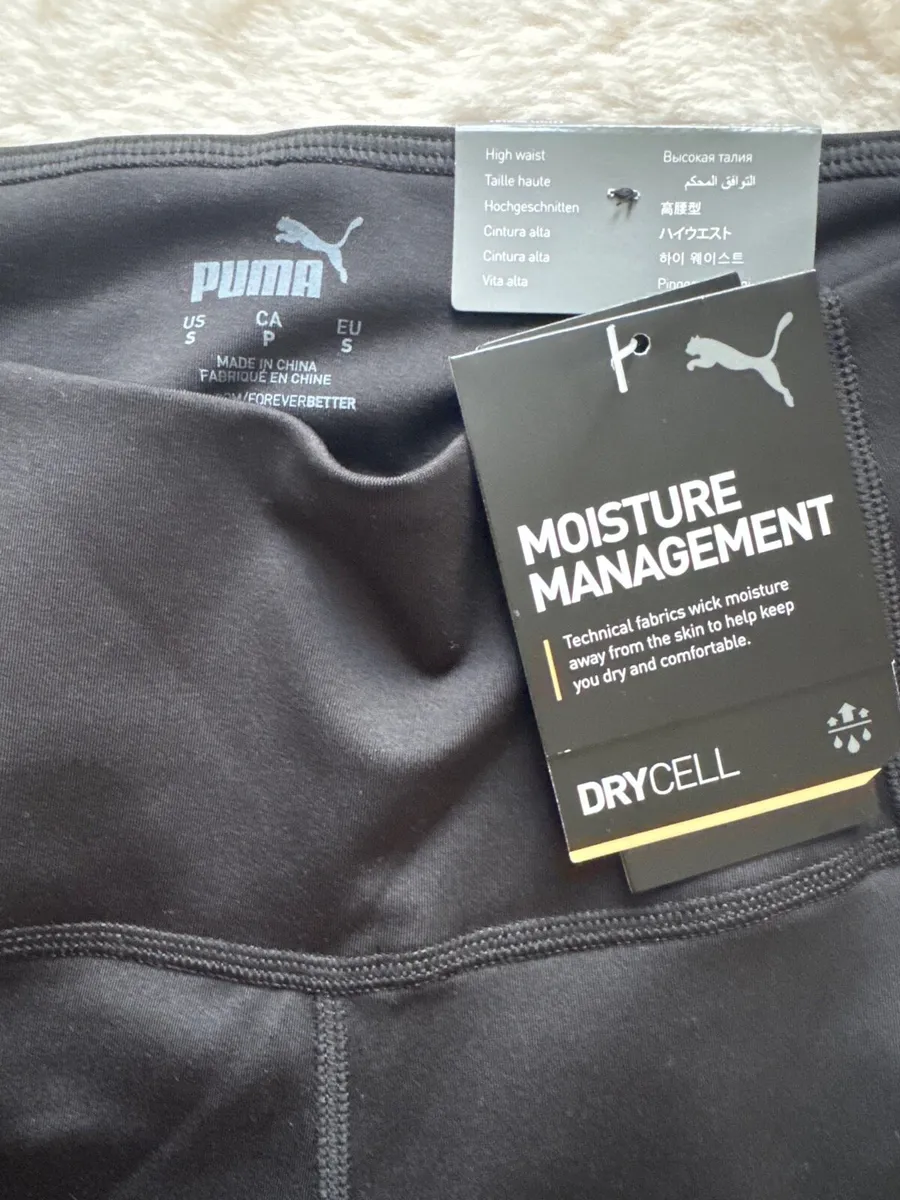 High waist
Taille haute
Hochgeschnitten
Cintura alta
Cintura alta
Vita alta
Высокая талия
التوافق المحكم
高腰型
ハイウエスト
하이 웨이스트
PUMA
US
S
CA
P
EU
S
MADE IN CHINA
FABRIQUÉ EN CHINE
/FOREVERBETTER
MOISTURE
MANAGEMENT
Technical fabrics wick moisture
away from the skin to help keep
you dry and comfortable.
DRYCELL